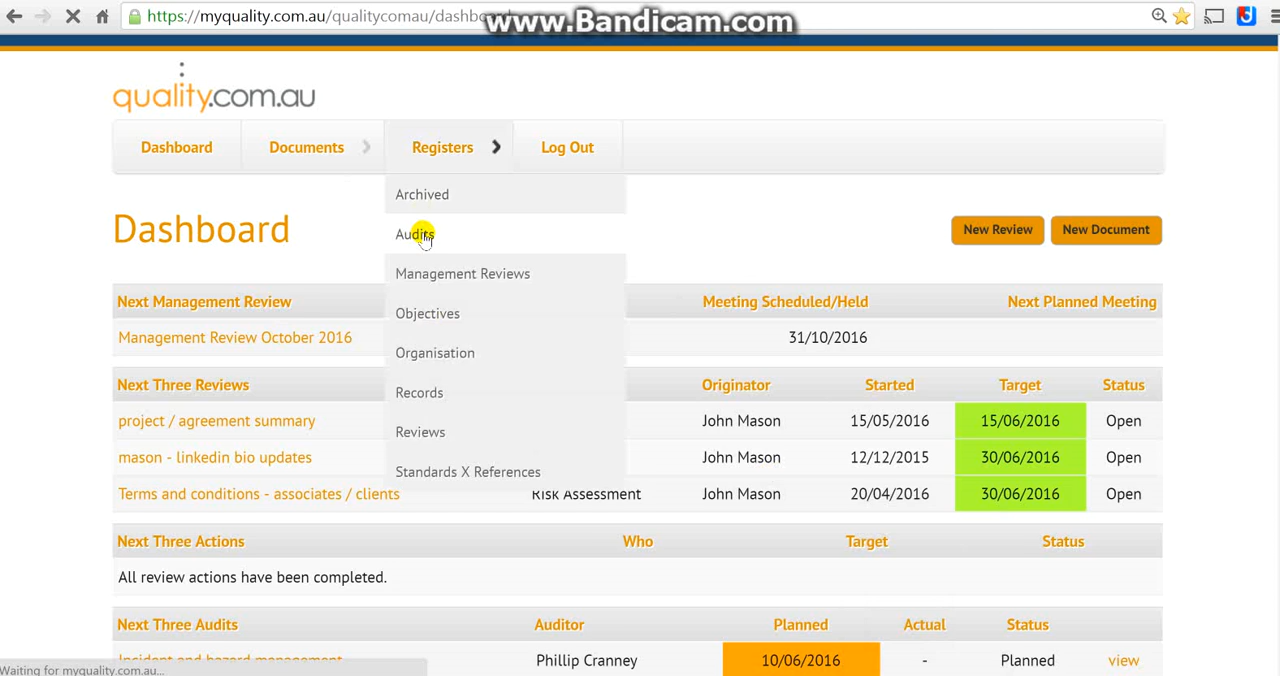 https://myquality.com.au/qualitycomau/dashboard
www.Bandicam.com
quality.com.au
Dashboard Documents Registers Log Out
Archived
Audits
Management Reviews
Objectives
Organisation
Records
Reviews
Standards X References
Dashboard
New Review New Document
Next Management Review Meeting Scheduled/Held Next Planned Meeting
Management Review October 2016 31/10/2016
Next Three Reviews Originator Started Target Status
project / agreement summary John Mason 15/05/2016 15/06/2016 Open
mason - linkedin bio updates John Mason 12/12/2015 30/06/2016 Open
Terms and conditions - associates / clients Risk Assessment John Mason 20/04/2016 30/06/2016 Open
Next Three Actions Who Target Status
All review actions have been completed.
Next Three Audits Auditor Planned Actual Status
Incident and hazard management Phillip Cranney 10/06/2016 - Planned view
Waiting for myquality.com.au...